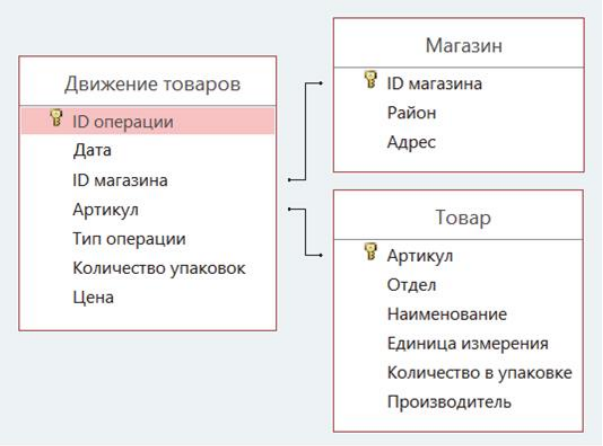 Движение товаров
ID операции
Дата
ID магазина
Артикул
Тип операции
Количество упаковок
Цена
Магазин
ID магазина
Район
Адрес
Товар
Артикул
Отдел
Наименование
Единица измерения
Количество в упаковке
Производитель